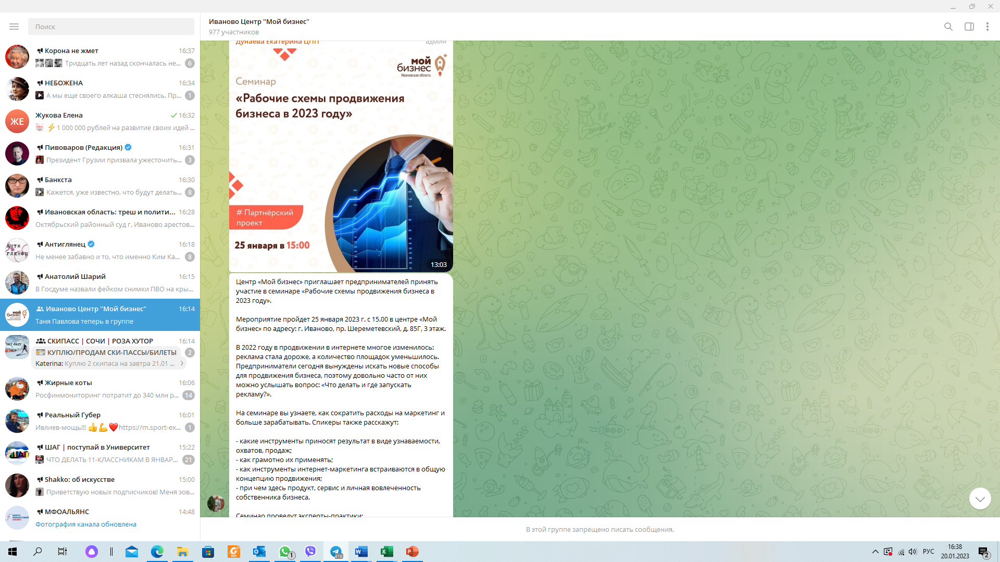 Поиск
Корона не жмет 16:37
Тридцать лет назад скончалась не... 6
НЕБОЖЕНА 16:34
А мы еще своего алкаша стеснялись. Пр... 1
ЖЕ
Жукова Елена 16:32
⚡1 000 000 рублей на развитие своих идей ...
Пивоваров (Редакция) 16:31
Президент Грузии призвала ужесточить... 3
Банкста 16:30
Кажется, уже известно, что будут делать... 8
Ивановская область: треш и полити... 16:28
Октябрьский районный суд г. Иваново арестов...
Анти
глянец
Антиглянец 16:18
Не менее забавно и то, что именно Ким Ка... 8
Анатолий Шарий 16:15
В Госдуме назвали фейком снимки ПВО на кры...
мой
бизнес
Иваново Центр "Мой бизнес" 16:14
Таня Павлова теперь в группе
SKI PASS
СКИПАСС | СОЧИ | РОЗА ХУТОР 16:14
КУПЛЮ/ПРОДАМ СКИ-ПАССЫ/БИЛЕТЫ 2
Katerina: Куплю 2 скипаса на завтра 21.01 ...
Жирные коты 16:06
Росфинмониторинг потратит до 340 млн р... 14
Реальный Губер 16:01
Ивлиев-мощь!!! 👍💪❤️https://m.sport-ex... 1
ШАГ
ШАГ | поступай в Университет 15:22
ЧТО ДЕЛАТЬ 11-КЛАССНИКАМ В ЯНВАР... 21
Shakko: об искусстве 15:00
Приветствую новых подписчиков! Меня зов...
МИКРО
ФИНАНСОВЫЙ
АЛЬЯНС
МФОАЛЬЯНС 14:48
Фотография канала обновлена
Иваново Центр "Мой бизнес"
977 участников
Дунаева Екатерина ЦПП админ
мой
бизнес
Ивановская область
Семинар
«Рабочие схемы продвижения
бизнеса в 2023 году»
# Партнёрский
проект
25 января в 15:00
13:03
Центр «Мой бизнес» приглашает предпринимателей принять
участие в семинаре «Рабочие схемы продвижения бизнеса в
2023 году».
Мероприятие пройдет 25 января 2023 г. с 15.00 в центре «Мой
бизнес» по адресу: г. Иваново, пр. Шереметевский, д. 85Г, 3 этаж.
В 2022 году в продвижении в интернете многое изменилось:
реклама стала дороже, а количество площадок уменьшилось.
Предприниматели сегодня вынуждены искать новые способы
для продвижения бизнеса, поэтому довольно часто от них
можно услышать вопрос: «Что делать и где запускать
рекламу?».
На семинаре вы узнаете, как сократить расходы на маркетинг и
больше зарабатывать. Спикеры также расскажут:
- какие инструменты приносят результат в виде узнаваемости,
охватов, продаж;
- как грамотно их применять;
- как инструменты интернет-маркетинга встраиваются в общую
концепцию продвижения;
- при чем здесь продукт, сервис и личная вовлеченность
собственника бизнеса.
Семинар проведут эксперты-практики:
В этой группе запрещено писать сообщения.
PDF
1
416
РУС
16:38
20.01.2023
2